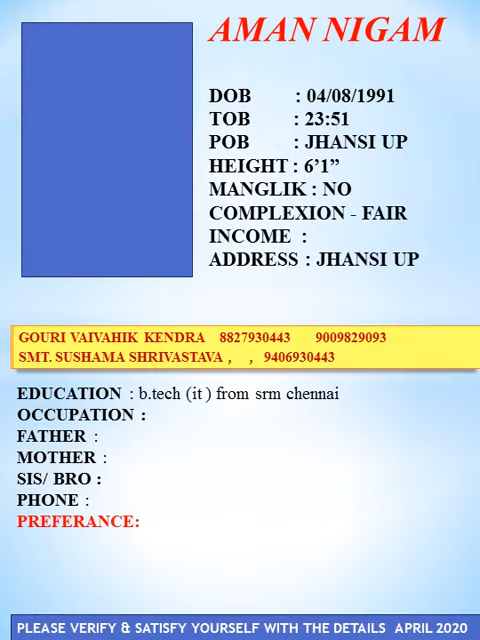 AMAN NIGAM
DOB : 04/08/1991
TOB : 23:51
POB : JHANSI UP
HEIGHT : 6’1”
MANGLIK : NO
COMPLEXION - FAIR
INCOME :
ADDRESS : JHANSI UP
GOURI VAIVAHIK KENDRA 8827930443 9009829093
SMT. SUSHAMA SHRIVASTAVA , , 9406930443
EDUCATION : b.tech (it ) from srm chennai
OCCUPATION :
FATHER :
MOTHER :
SIS/ BRO :
PHONE :
PREFERANCE:
PLEASE VERIFY & SATISFY YOURSELF WITH THE DETAILS APRIL 2020